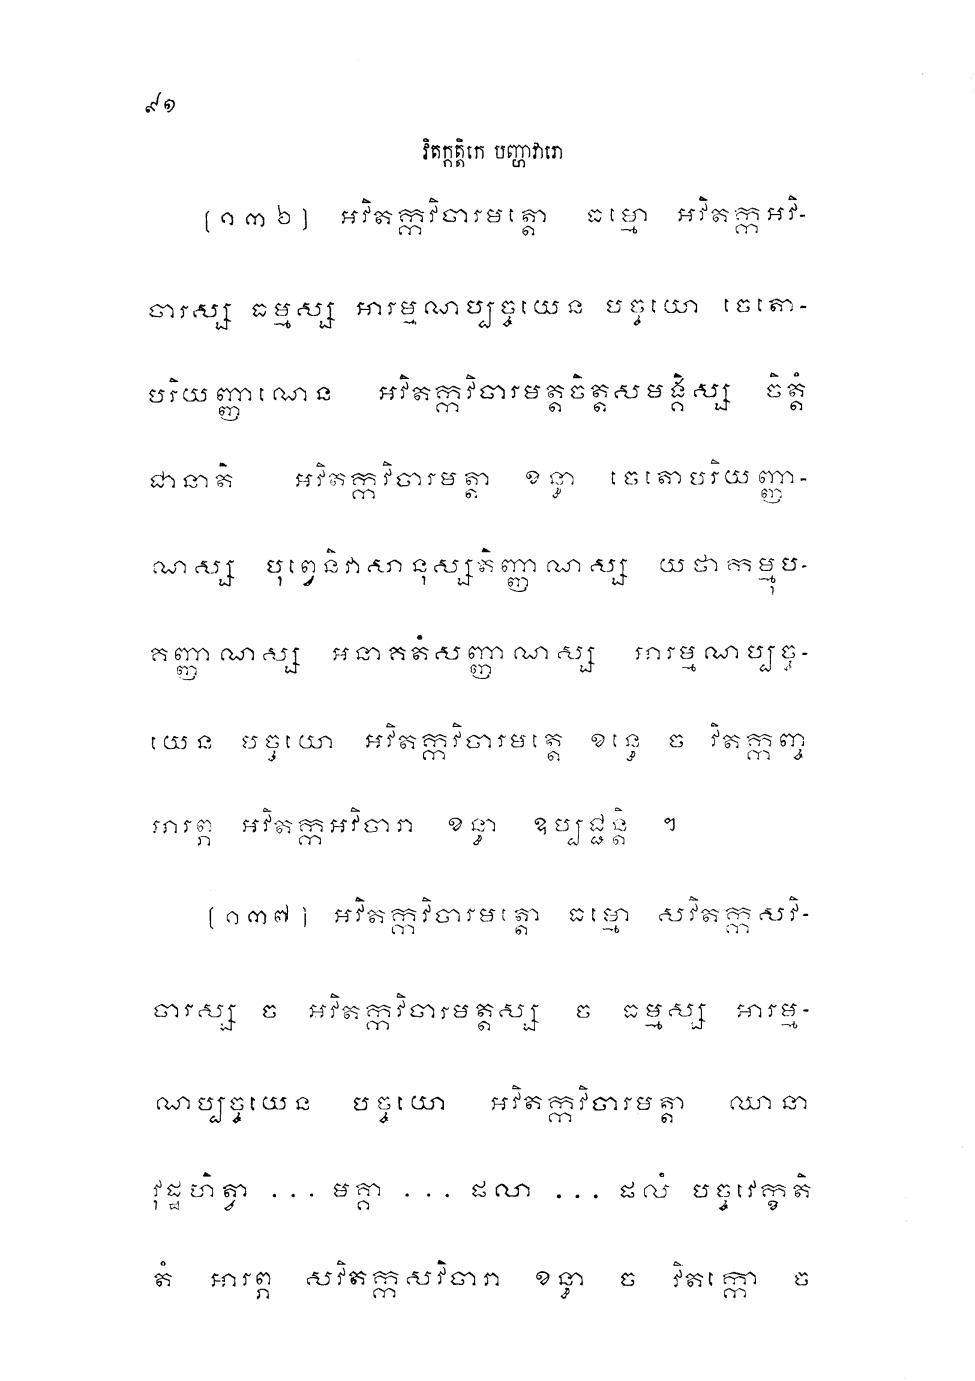 ៩១
វិតក្កត្តិកេ បញ្ហាវារោ
[១៣៦] អវិតក្កវិចារមត្តោ ធម្មោ អវិតក្កអវិ-
ចារស្ស ធម្មស្ស អារម្មណប្បច្ចយេន បច្ចយោ ចេតោ-
បរិយញ្ញាណេន អវិតក្កវិចារមត្តចិត្តសមង្គិស្ស ចិត្តំ
ជានាតិ អវិតក្កវិចារមត្តា ខន្ធា ចេតោបរិយញ្ញា-
ណស្ស បុព្វេនិវាសានុស្សតិញ្ញាណស្ស យថាកម្មុប-
គញ្ញាណស្ស អនាគតំសញ្ញាណស្ស អារម្មណប្បច្ច-
យេន បច្ចយោ អវិតក្កវិចារមត្តេ ខន្ធេ ច វិតក្កញ្ច
អារព្ភ អវិតក្កអវិចារា ខន្ធា ឧប្បជ្ជន្តិ ។
[១៣៧] អវិតក្កវិចារមត្តោ ធម្មោ សវិតក្កសវិ-
ចារស្ស ច អវិតក្កវិចារមត្តស្ស ច ធម្មស្ស អារម្ម-
ណប្បច្ចយេន បច្ចយោ អវិតក្កវិចារមត្តា ឈានា
វុដ្ឋហិត្វា ... មគ្គា ... ផលា ... ផលំ បច្ចវេក្ខតិ
តំ អារព្ភ សវិតក្កសវិចារា ខន្ធា ច វិតក្កោ ច